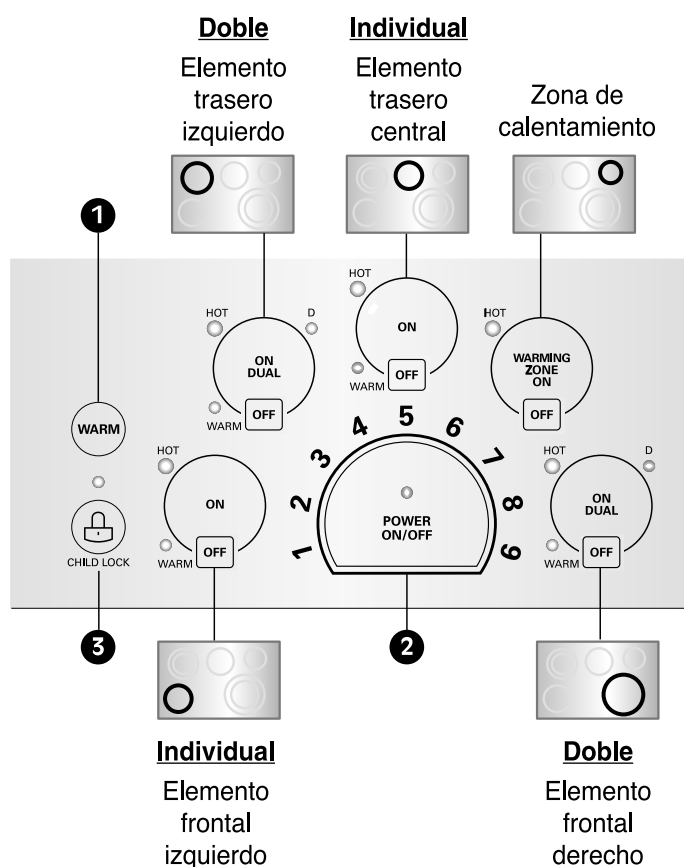 Doble
Elemento
trasero
izquierdo
Individual
Elemento
trasero
central
Zona de
calentamiento
1
HOT
D
ON
DUAL
OFF
WARM
HOT
ON
OFF
WARM
HOT
WARMING
ZONE
ON
OFF
WARM
CHILD LOCK
HOT
ON
OFF
WARM
1
2
3
4
5
6
7
8
9
POWER
ON/OFF
HOT
D
ON
DUAL
OFF
WARM
3
2
Individual
Elemento
frontal
izquierdo
Doble
Elemento
frontal
derecho